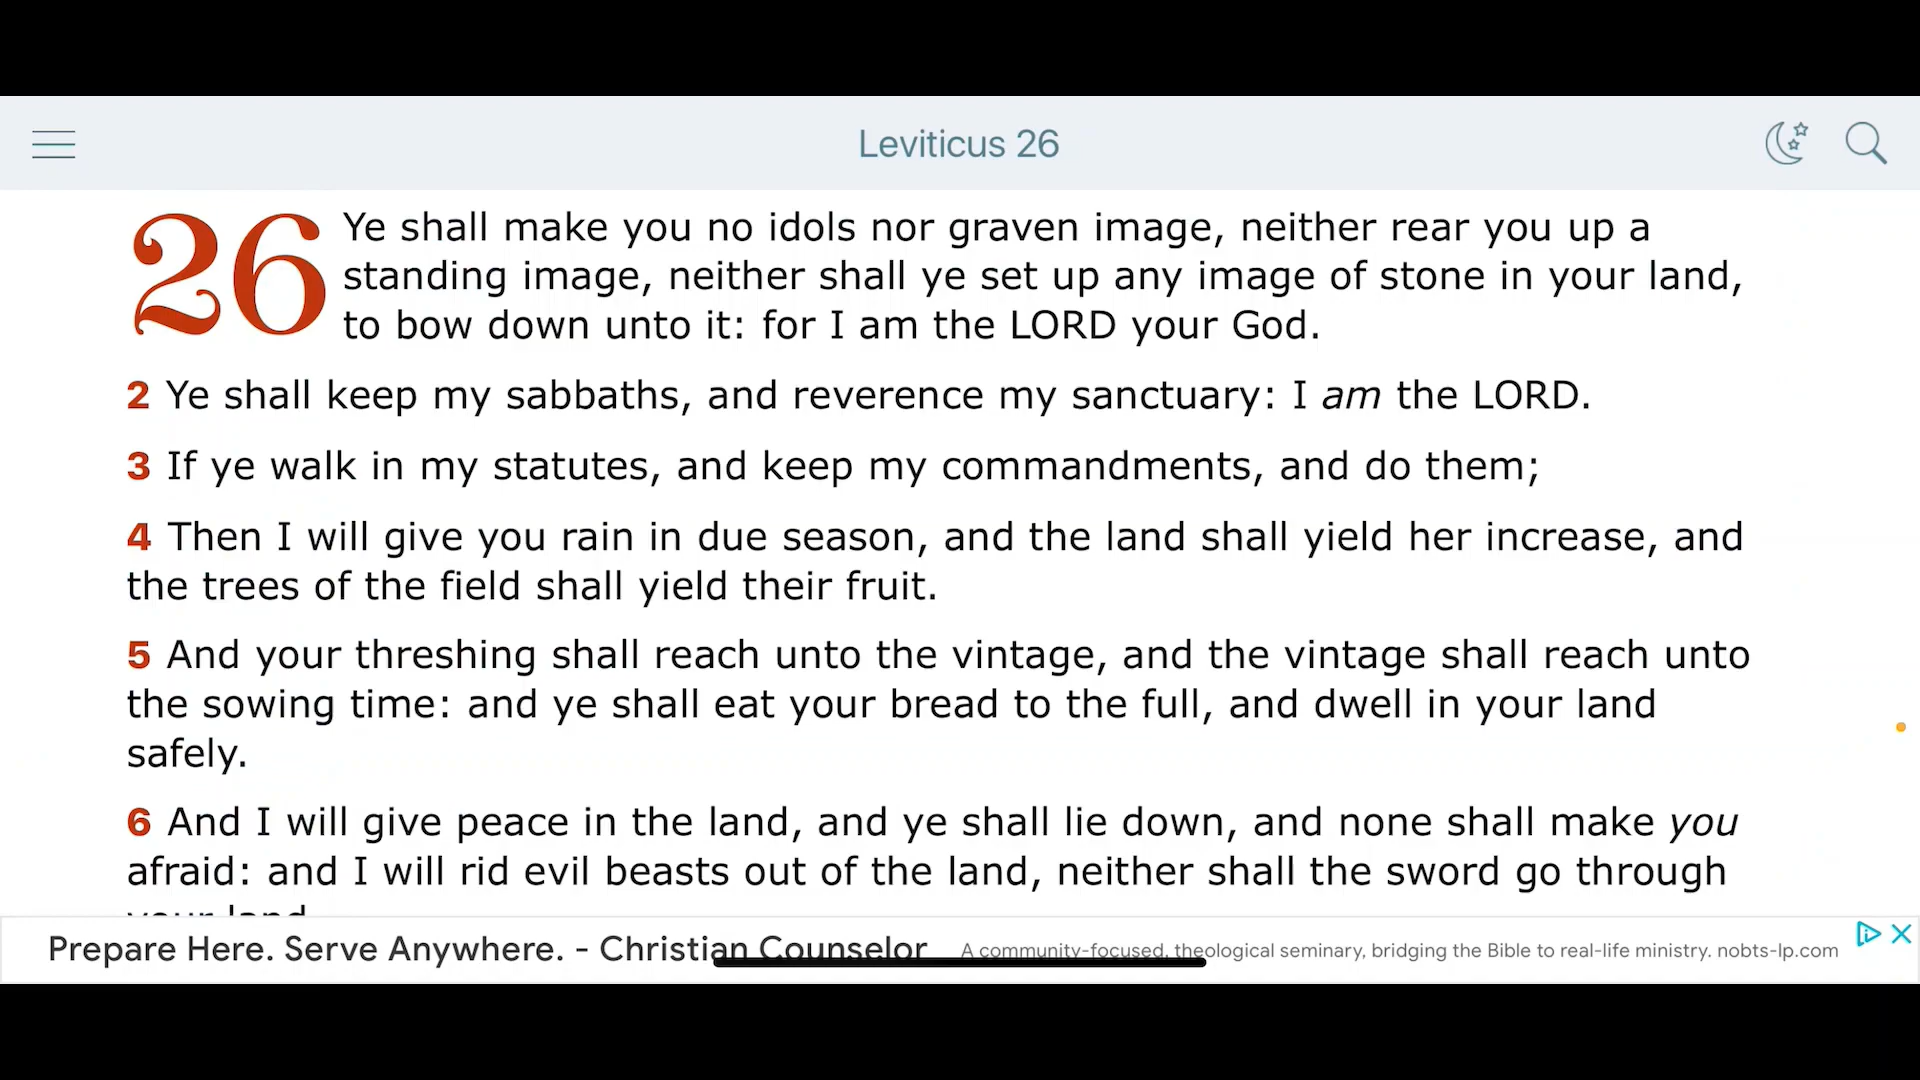 Leviticus 26
26 Ye shall make you no idols nor graven image, neither rear you up a
standing image, neither shall ye set up any image of stone in your land,
to bow down unto it: for I am the LORD your God.
2 Ye shall keep my sabbaths, and reverence my sanctuary: I am the LORD.
3 If ye walk in my statutes, and keep my commandments, and do them;
4 Then I will give you rain in due season, and the land shall yield her increase, and
the trees of the field shall yield their fruit.
5 And your threshing shall reach unto the vintage, and the vintage shall reach unto
the sowing time: and ye shall eat your bread to the full, and dwell in your land
safely.
6 And I will give peace in the land, and ye shall lie down, and none shall make you
afraid: and I will rid evil beasts out of the land, neither shall the sword go through
your land
Prepare Here. Serve Anywhere. - Christian Counselor
A community-focused, theological seminary, bridging the Bible to real-life ministry. nobts-lp.com